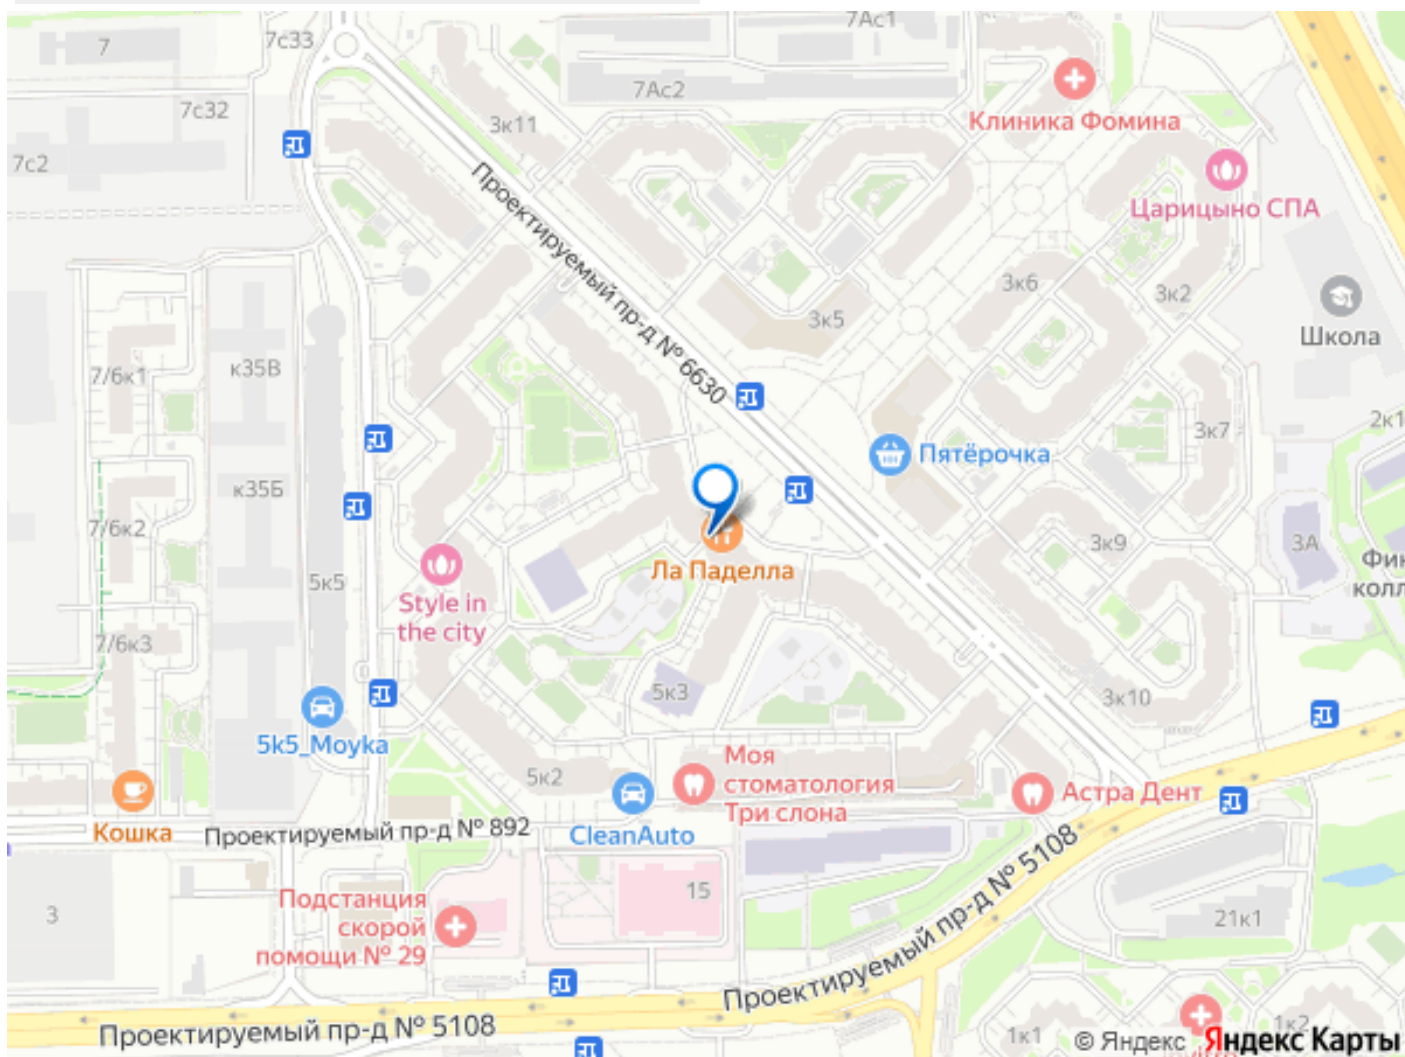 7Ас1
7
7с33
7Ас2
7с32
3к11
Клиника Фомина
7с2
Царицыно СПА
Проектируемый пр-д № 6630
3к6
3к2
3к5
Школа
7/6к1
к35В
2к1
3к7
Пятёрочка
к35Б
7/6к2
3к9
3А
Ла Паделла
5к5
Style in
the city
7/6к3
5к3
3к10
5k5_Moyka
5к2
Моя
стоматология
Три слона
Астра Дент
Кошка
Проектируемый пр-д № 892
CleanAuto
Проектируемый пр-д № 5108
15
3
Подстанция
скорой
помощи № 29
21к1
Проектируемый пр-д № 5108
1к1
1к2
© Яндекс Яндекс Карты